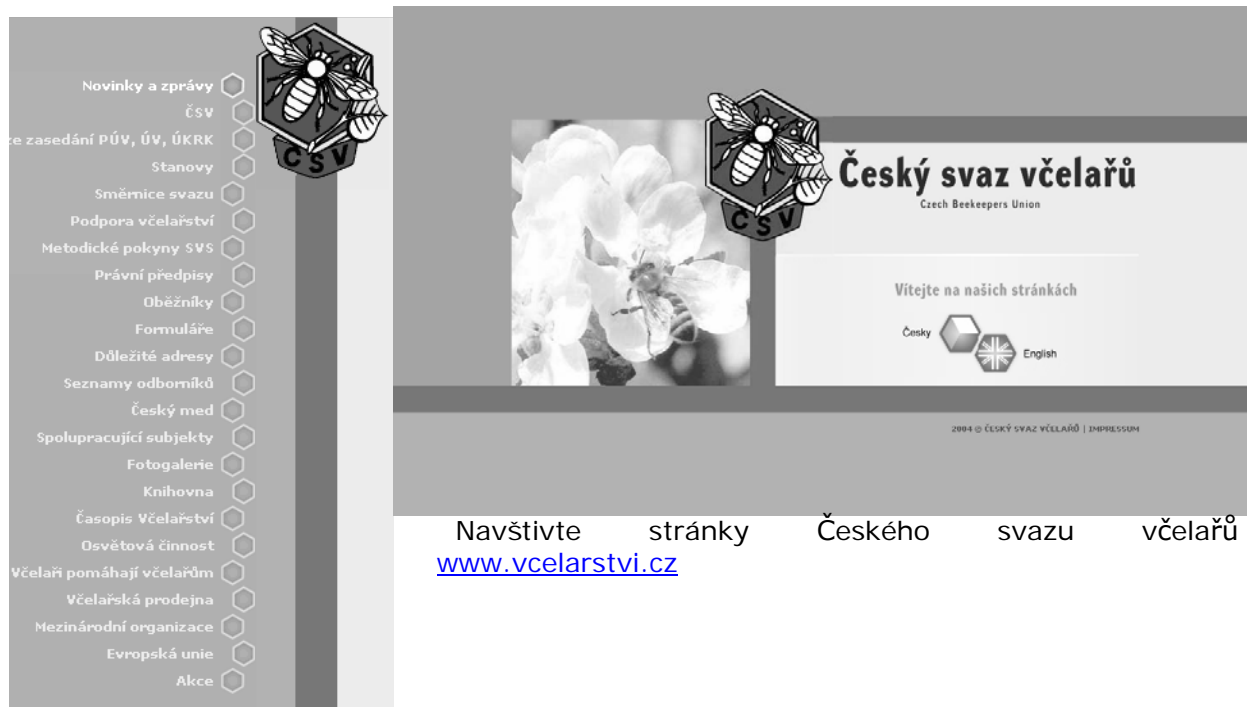 Novinky a zprávy
ČSV
ce zasedání PÚV, ÚV, ÚKRK
Stanovy
Směrnice svazu
Podpora včelařství
Metodické pokyny SVS
Právní předpisy
Oběžníky
Formuláře
Důležité adresy
Seznamy odborníků
Český med
Spolupracující subjekty
Fotogalerie
Knihovna
Časopis Včelařství
Osvětová činnost
Včelaři pomáhají včelařům
Včelařská prodejna
Mezinárodní organizace
Evropská unie
Akce
ČSV
ČSV
Český svaz včelařů
Czech Beekeepers Union
Vítejte na našich stránkách
Česky
English
2004 © ČESKÝ SVAZ VČELAŘŮ | IMPRESSUM
Navštivte stránky Českého svazu včelařů
www.vcelarstvi.cz